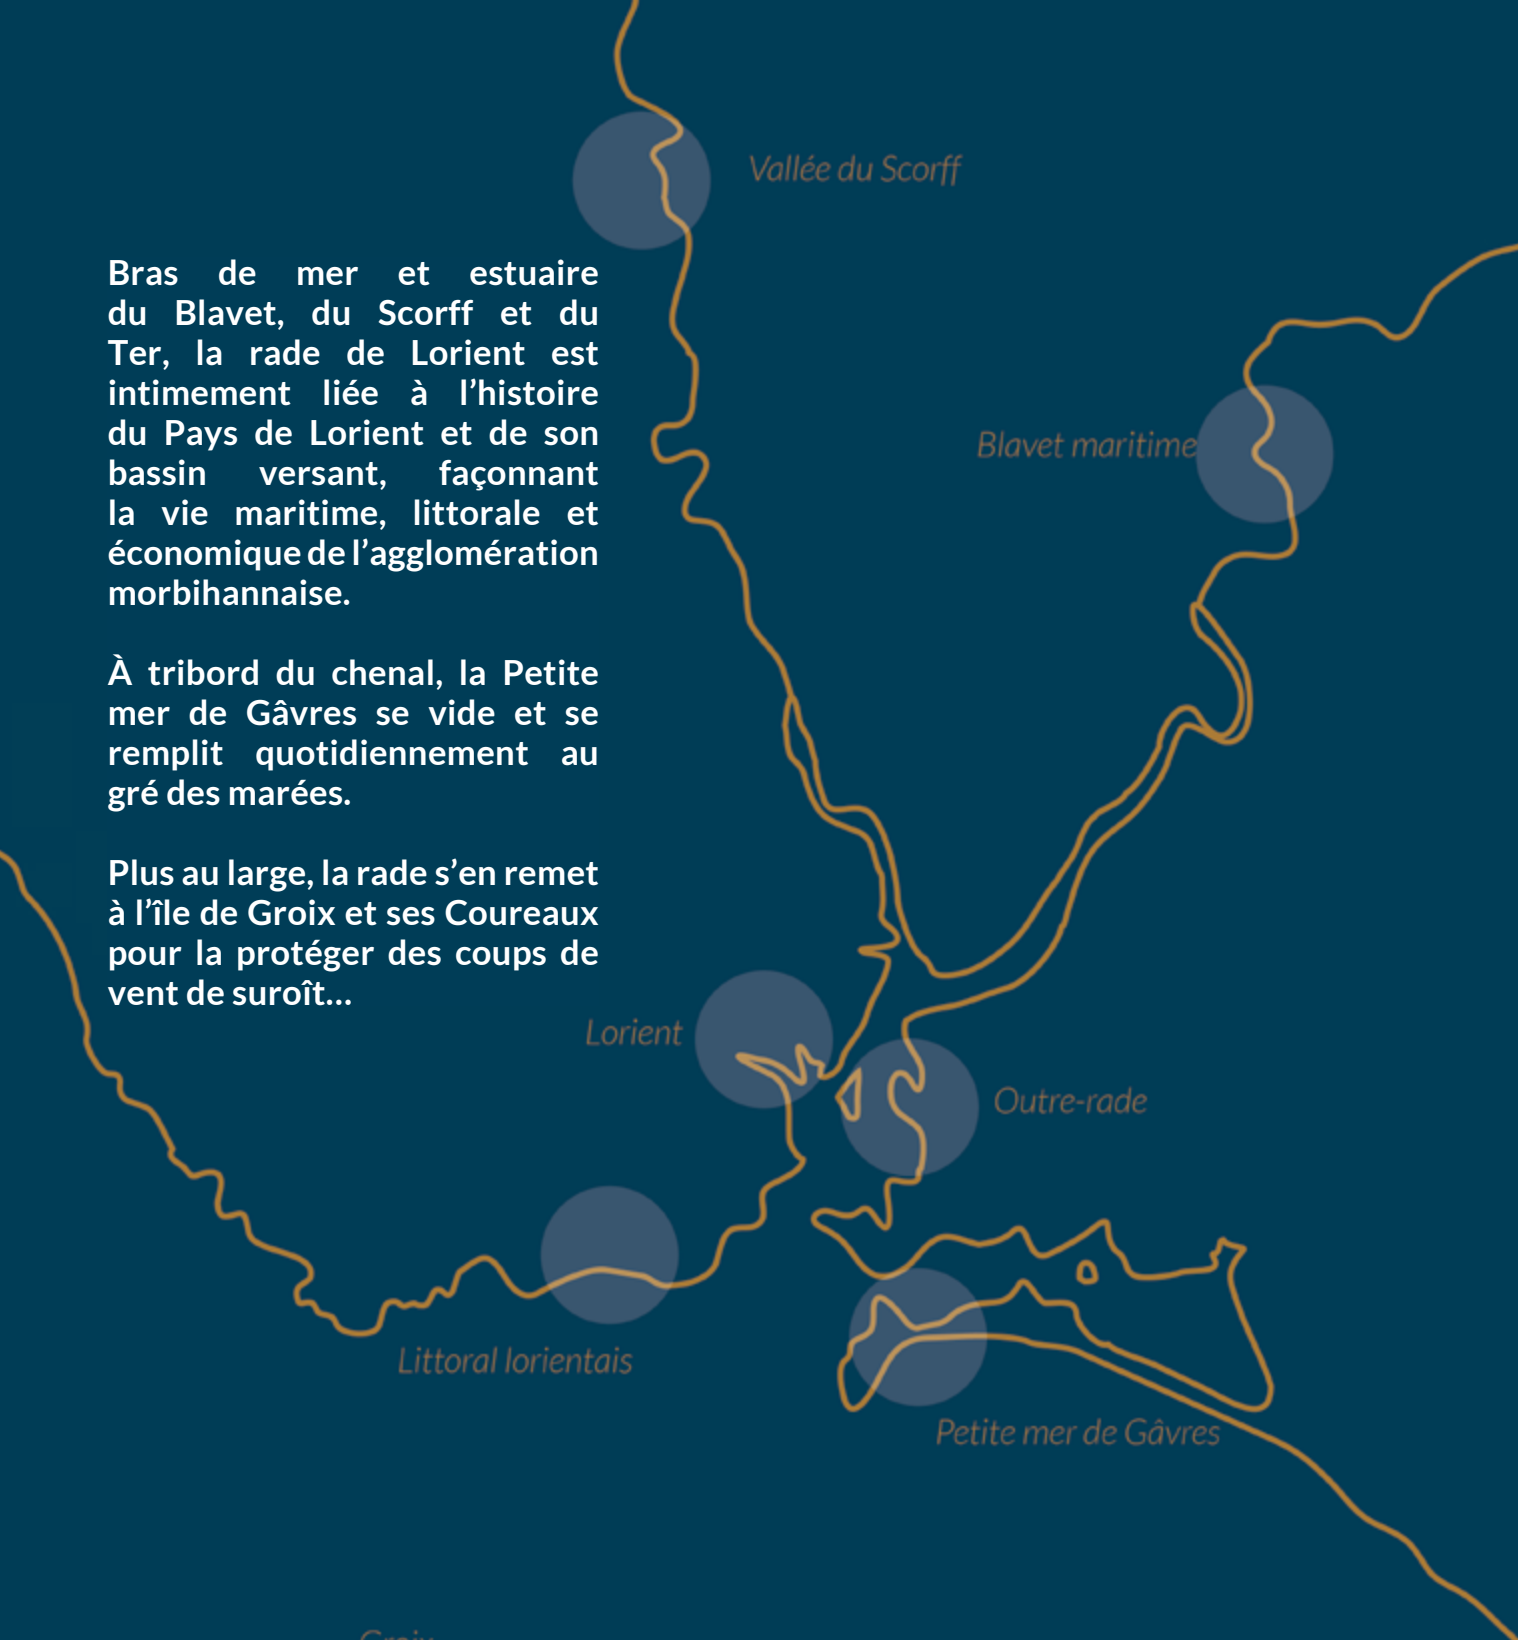 Vallée du Scorff
Bras de mer et estuaire
du Blavet, du Scorff et du
Ter, la rade de Lorient est
intimement liée à l’histoire
du Pays de Lorient et de son
bassin versant, façonnant
la vie maritime, littorale et
économique de l’agglomération
morbihannaise.
À tribord du chenal, la Petite
mer de Gâvres se vide et se
remplit quotidiennement au
gré des marées.
Plus au large, la rade s’en remet
à l’île de Groix et ses Coureaux
pour la protéger des coups de
vent de suroît...
Blavet maritime
Lorient
Outre-rade
Littoral lorientais
Petite mer de Gâvres